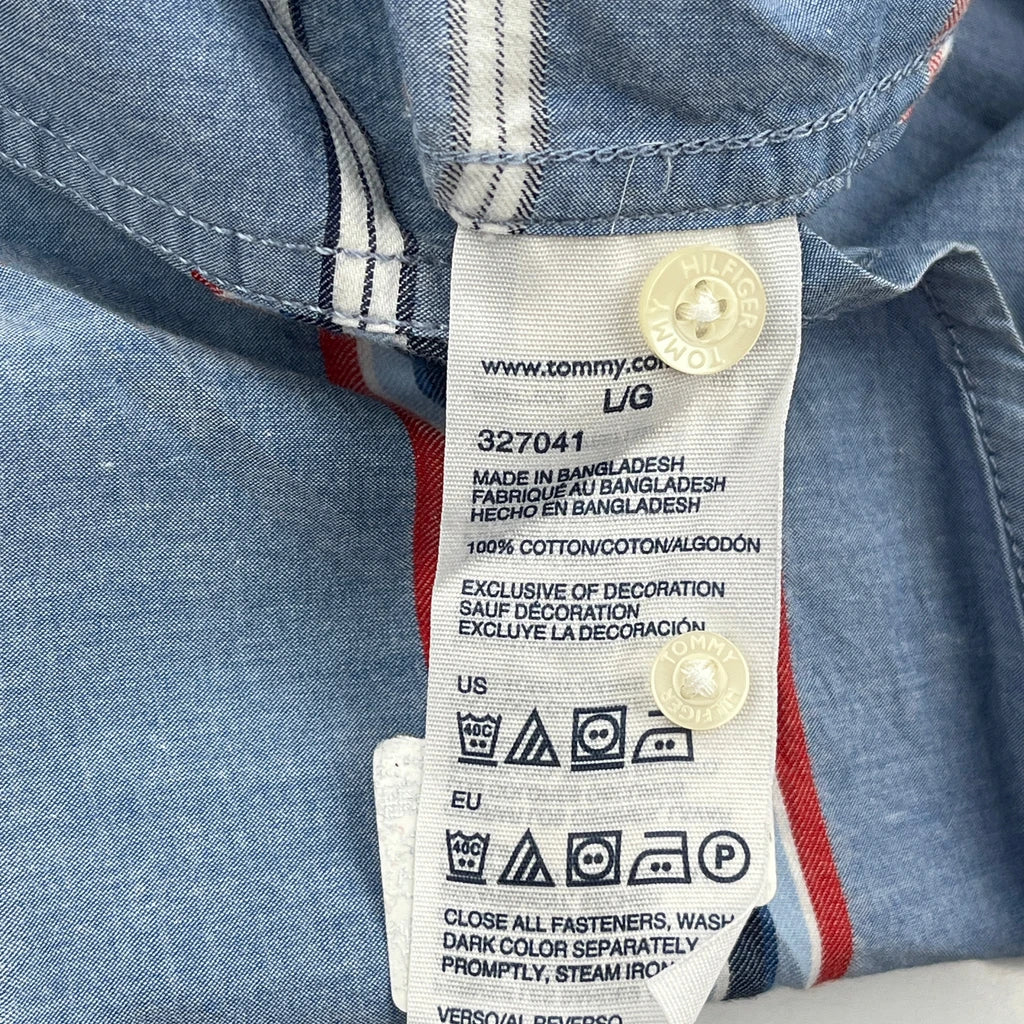 TOMMY HILFIGER
www.tommy.co
L/G
327041
MADE IN BANGLADESH
FABRIQUÉ AU BANGLADESH
HECHO EN BANGLADESH
100% COTTON/COTON/ALGODÓN
EXCLUSIVE OF DECORATION
SAUF DÉCORATION
EXCLUYE LA DECORACIÓN
TOMMY HILFIGER
US
40C
EU
40C P
CLOSE ALL FASTENERS, WASH
DARK COLOR SEPARATELY
PROMPTLY, STEAM IRON
VERSO/AL REVERSO